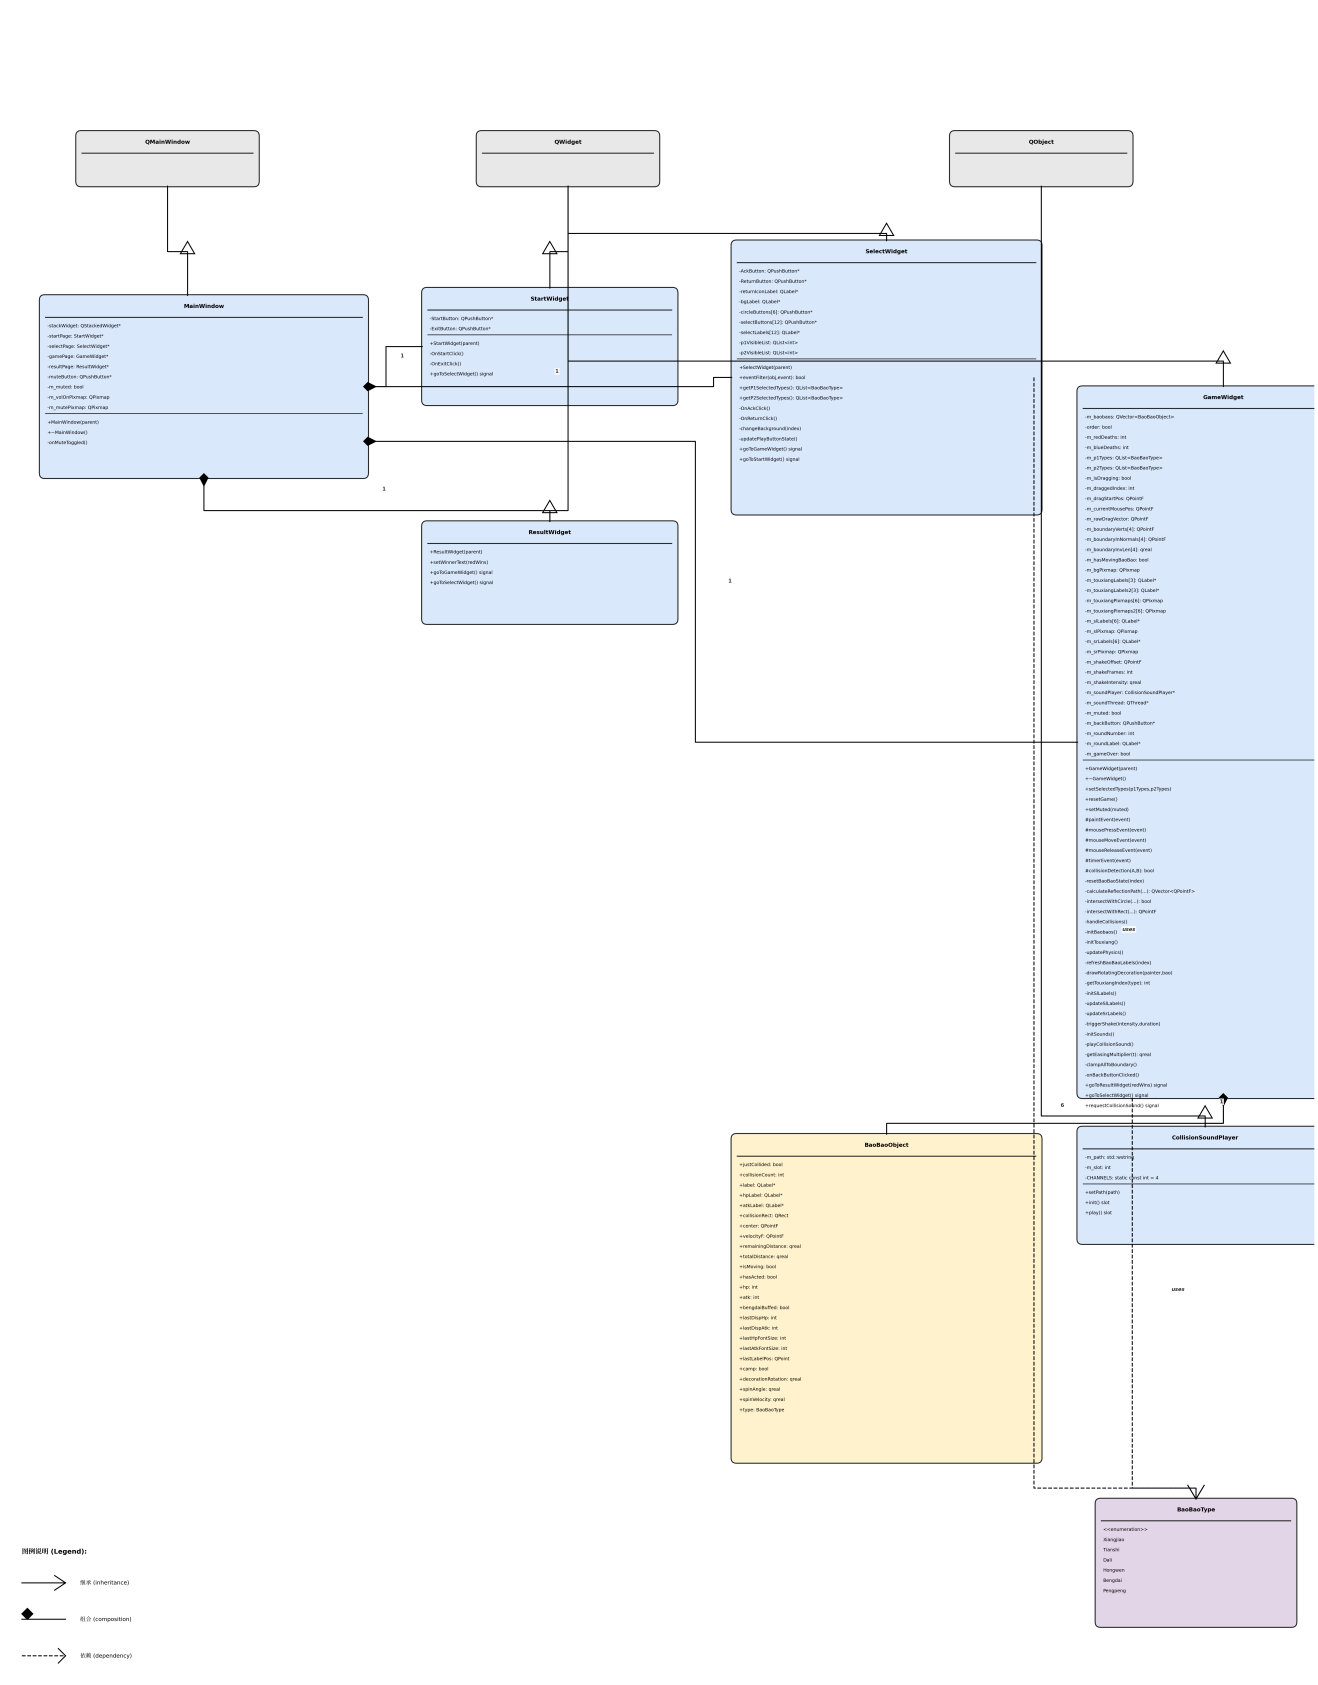 QMainWindow
QWidget
QObject
MainWindow
-stackWidget: QStackedWidget*
-startPage: StartWidget*
-selectPage: SelectWidget*
-gamePage: GameWidget*
-resultPage: ResultWidget*
-muteButton: QPushButton*
-m_muted: bool
-m_volOnPixmap: QPixmap
-m_mutePixmap: QPixmap
+MainWindow(parent)
+~MainWindow()
-onMuteToggled()
StartWidget
-StartButton: QPushButton*
-ExitButton: QPushButton*
+StartWidget(parent)
-OnStartClick()
-OnExitClick()
+goToSelectWidget() signal
1
1
1
1
SelectWidget
-AckButton: QPushButton*
-ReturnButton: QPushButton*
-returnIconLabel: QLabel*
-bgLabel: QLabel*
-circleButtons[6]: QPushButton*
-selectButtons[12]: QPushButton*
-selectLabels[12]: QLabel*
-p1VisibleList: QList<int>
-p2VisibleList: QList<int>
+SelectWidget(parent)
+eventFilter(obj,event): bool
+getP1SelectedTypes(): QList<BaoBaoType>
+getP2SelectedTypes(): QList<BaoBaoType>
-OnAckClick()
-OnReturnClick()
-changeBackground(index)
-updatePlayButtonState()
+goToGameWidget() signal
+goToStartWidget() signal
ResultWidget
+ResultWidget(parent)
+setWinnerText(redWins)
+goToGameWidget() signal
+goToSelectWidget() signal
GameWidget
-m_baobaos: QVector<BaoBaoObject>
-order: bool
-m_redDeaths: int
-m_blueDeaths: int
-m_p1Types: QList<BaoBaoType>
-m_p2Types: QList<BaoBaoType>
-m_isDragging: bool
-m_draggedIndex: int
-m_dragStartPos: QPointF
-m_currentMousePos: QPointF
-m_rawDragVector: QPointF
-m_boundaryVerts[4]: QPointF
-m_boundaryInNormals[4]: QPointF
-m_boundaryInvLen[4]: qreal
-m_hasMovingBaoBao: bool
-m_bgPixmap: QPixmap
-m_touxiangLabels[3]: QLabel*
-m_touxiangLabels2[3]: QLabel*
-m_touxiangPixmaps[6]: QPixmap
-m_touxiangPixmaps2[6]: QPixmap
-m_slLabels[6]: QLabel*
-m_slPixmap: QPixmap
-m_srLabels[6]: QLabel*
-m_srPixmap: QPixmap
-m_shakeOffset: QPointF
-m_shakeFrames: int
-m_shakeIntensity: qreal
-m_soundPlayer: CollisionSoundPlayer*
-m_soundThread: QThread*
-m_muted: bool
-m_backButton: QPushButton*
-m_roundNumber: int
-m_roundLabel: QLabel*
-m_gameOver: bool
+GameWidget(parent)
+~GameWidget()
+setSelectedTypes(p1Types,p2Types)
+resetGame()
+setMuted(muted)
#paintEvent(event)
#mousePressEvent(event)
#mouseMoveEvent(event)
#mouseReleaseEvent(event)
#timerEvent(event)
#collisionDetection(A,B): bool
-resetBaoBaoState(index)
-calculateReflectionPath(...): QVector<QPointF>
-intersectWithCircle(...): bool
-intersectWithRect(...): QPointF
-handleCollisions()
-initBaobaos()
uses
-initTouxiang()
-updatePhysics()
-refreshBaoBaoLabels(index)
-drawRotatingDecoration(painter,bao)
-getTouxiangIndex(type): int
-initSlLabels()
-updateSlLabels()
-updateSrLabels()
-triggerShake(intensity,duration)
-initSounds()
-playCollisionSound()
-getEasingMultiplier(t): qreal
-clampAllToBoundary()
-onBackButtonClicked()
+goToResultWidget(redWins) signal
+goToSelectWidget() signal
+requestCollisionSound() signal
6
1
BaoBaoObject
+justCollided: bool
+collisionCount: int
+label: QLabel*
+hpLabel: QLabel*
+atkLabel: QLabel*
+collisionRect: QRect
+center: QPointF
+velocityF: QPointF
+remainingDistance: qreal
+totalDistance: qreal
+isMoving: bool
+hasActed: bool
+hp: int
+atk: int
+bengdaiBuffed: bool
+lastDispHp: int
+lastDispAtk: int
+lastHpFontSize: int
+lastAtkFontSize: int
+lastLabelPos: QPoint
+camp: bool
+decorationRotation: qreal
+spinAngle: qreal
+spinVelocity: qreal
+type: BaoBaoType
CollisionSoundPlayer
-m_path: std::wstring
-m_slot: int
-CHANNELS: static const int = 4
+setPath(path)
+init() slot
+play() slot
uses
BaoBaoType
<<enumeration>>
Xiangjiao
Tianshi
Dali
Hengwen
Bengdai
Pengpeng
图例说明 (Legend):
继承 (inheritance)
组合 (composition)
依赖 (dependency)